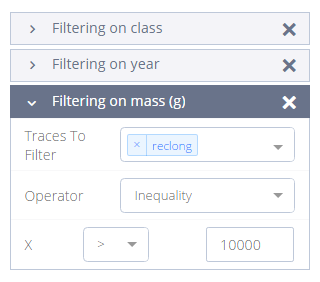 Filtering on class
Filtering on year
Filtering on mass (g)
Traces To
Filter
× reclong
Operator
Inequality
X
>
10000